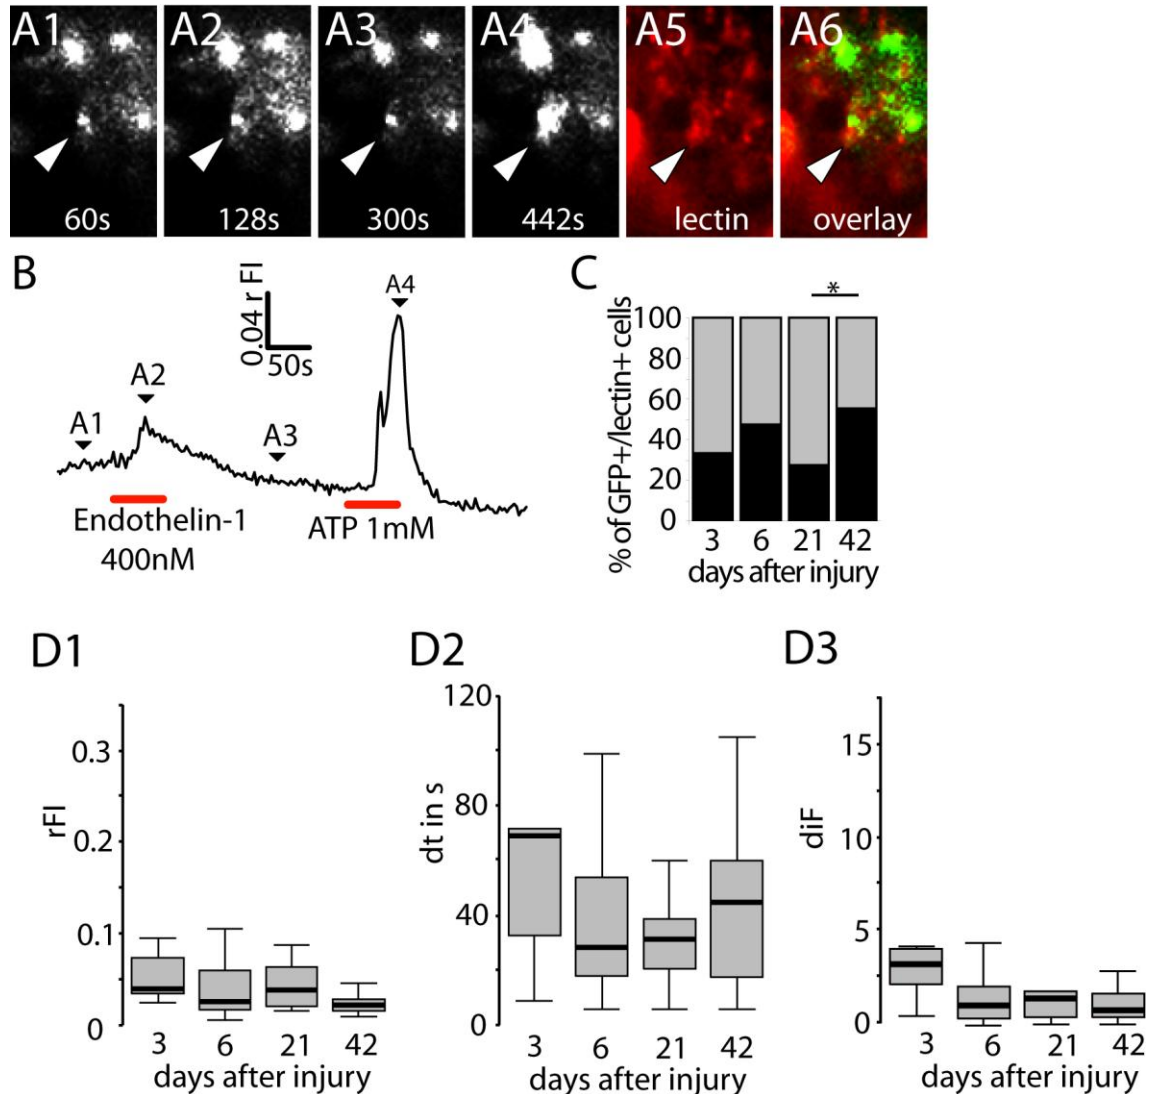 A1 A2 A3 A4 A5 A6
60s 128s 300s 442s lectin overlay
B
0.04 r FI
50s
A1
A2
A3
A4
Endothelin-1
400nM
ATP 1mM
C
*
% of GFP+/lectin+ cells
100
80
60
40
20
0
3 6 21 42
days after injury
D1
rFI
0.3
0.2
0.1
0
3 6 21 42
days after injury
D2
dt in s
120
80
40
0
3 6 21 42
days after injury
D3
diF
15
10
5
0
3 6 21 42
days after injury